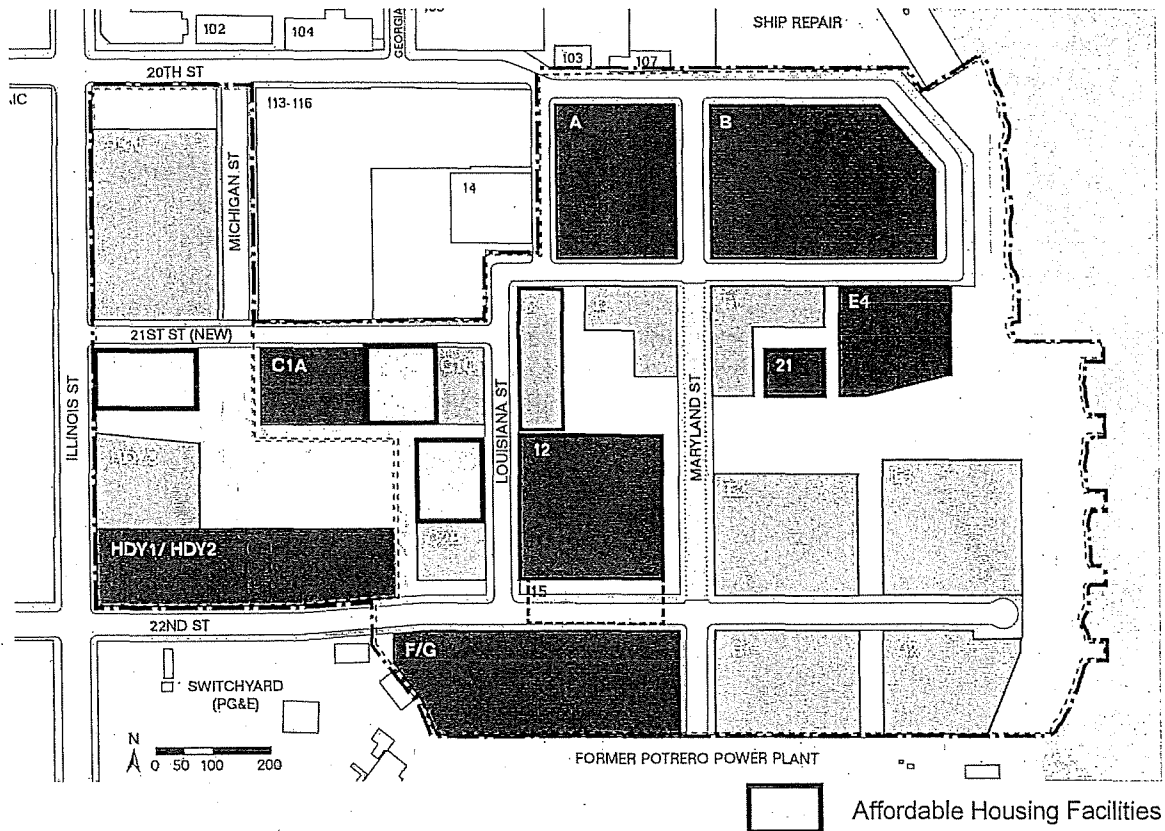 SHIP REPAIR
102
104
GEORGIA
103
107
20TH ST
AIC
113-116
A
B
14
MICHIGAN ST
21ST ST (NEW)
E4
C1A
21
ILLINOIS ST
LOUISIANA ST
MARYLAND ST
12
HDY1/ HDY2
15
22ND ST
F/G
SWITCHYARD
(PG&E)
N
0 50 100 200
FORMER POTRERO POWER PLANT
Affordable Housing Facilities